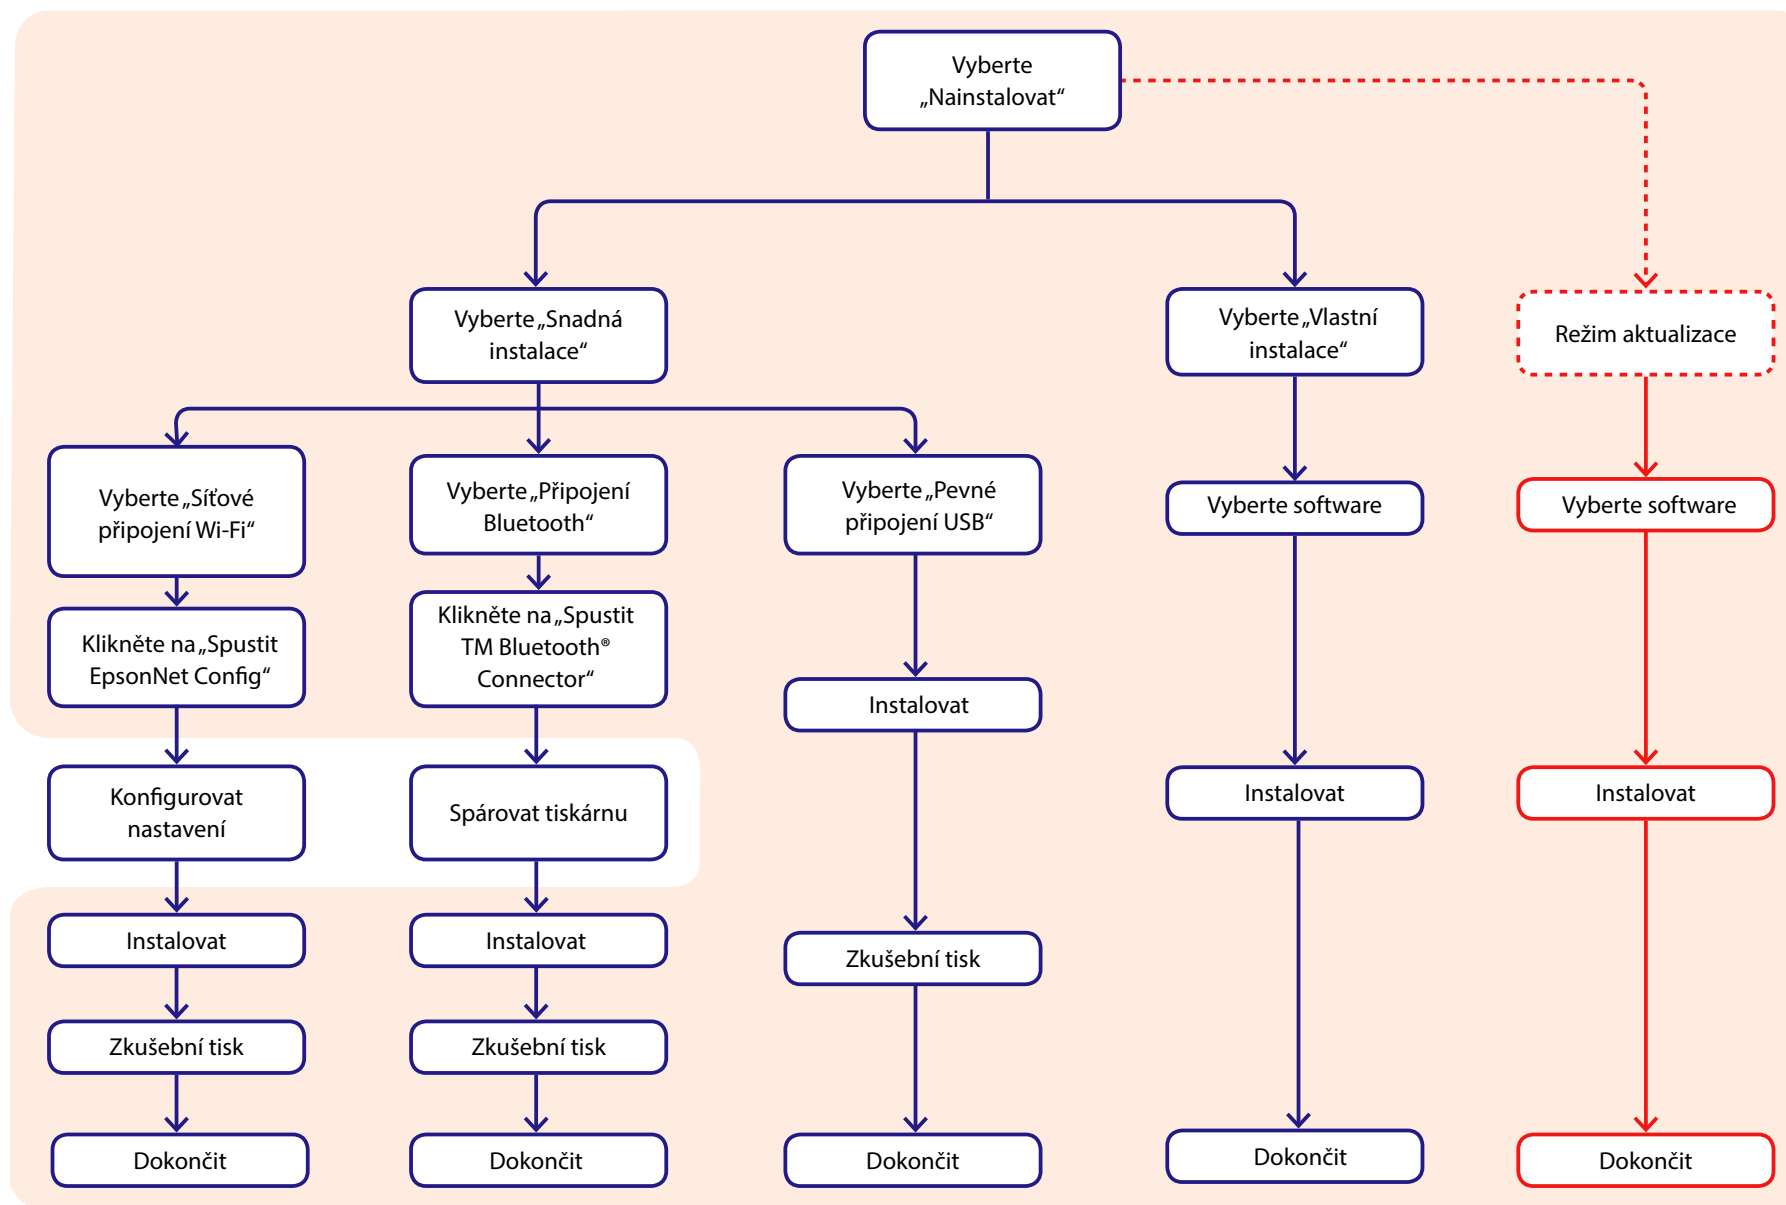 Vyberte
„Nainstalovat“
Vyberte „Snadná
instalace“
Vyberte „Vlastní
instalace“
Režim aktualizace
Vyberte „Síťové
připojení Wi-Fi“
Vyberte „Připojení
Bluetooth“
Vyberte „Pevné
připojení USB“
Vyberte software
Vyberte software
Klikněte na „Spustit
EpsonNet Config“
Klikněte na „Spustit
TM Bluetooth®
Connector“
Instalovat
Konfigurovat
nastavení
Spárovat tiskárnu
Instalovat
Instalovat
Instalovat
Instalovat
Zkušební tisk
Zkušební tisk
Zkušební tisk
Dokončit
Dokončit
Dokončit
Dokončit
Dokončit